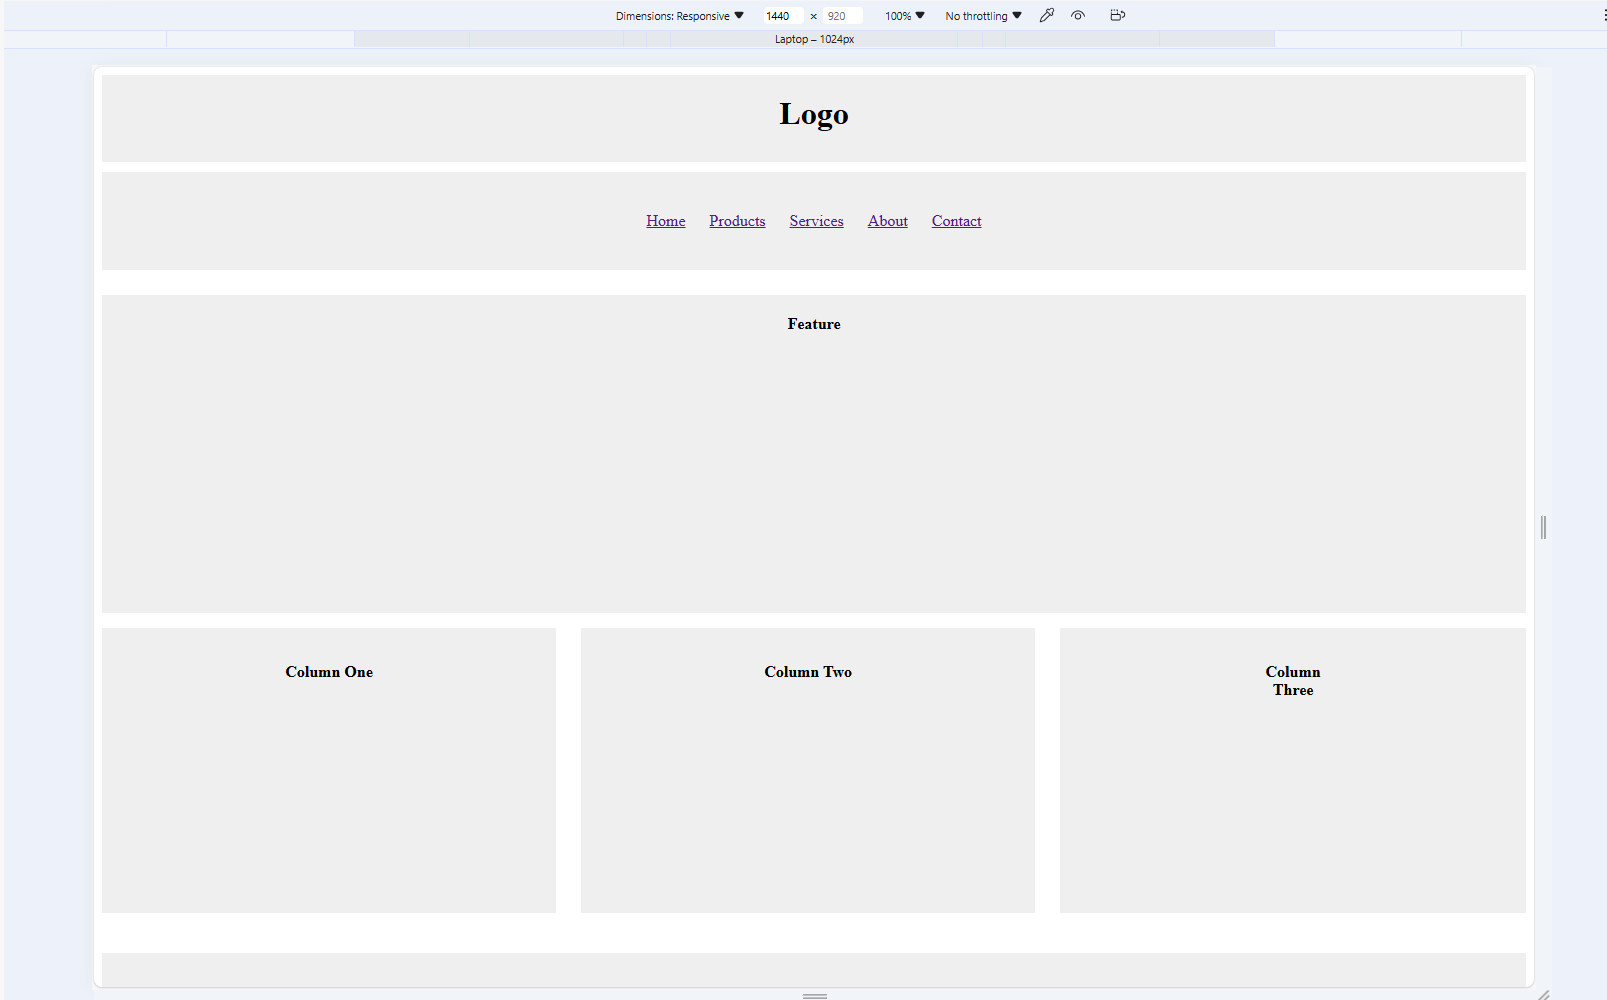 Dimensions: Responsive 1440 x 920 100% No throttling
Laptop – 1024px
Logo
Home Products Services About Contact
Feature
Column One Column Two Column
Three